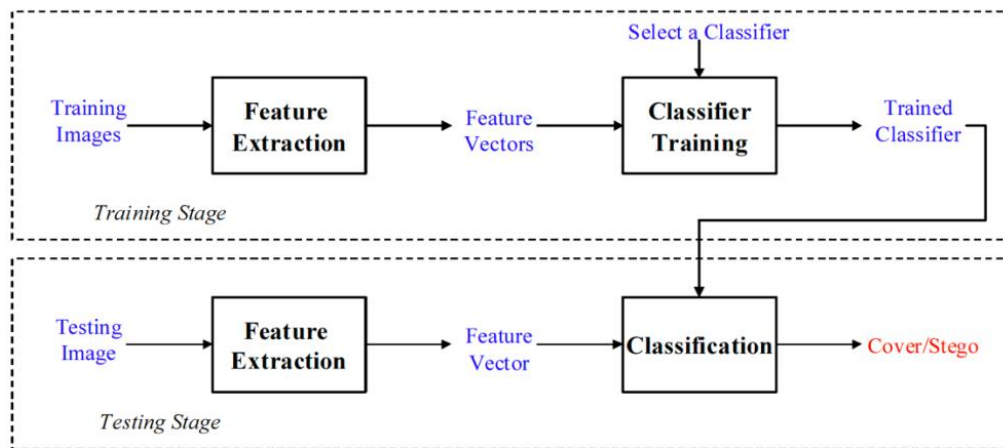 Select a Classifier
Training
Images
Feature
Extraction
Feature
Vectors
Classifier
Training
Trained
Classifier
Training Stage
Testing
Image
Feature
Extraction
Feature
Vector
Classification
Cover/Stego
Testing Stage